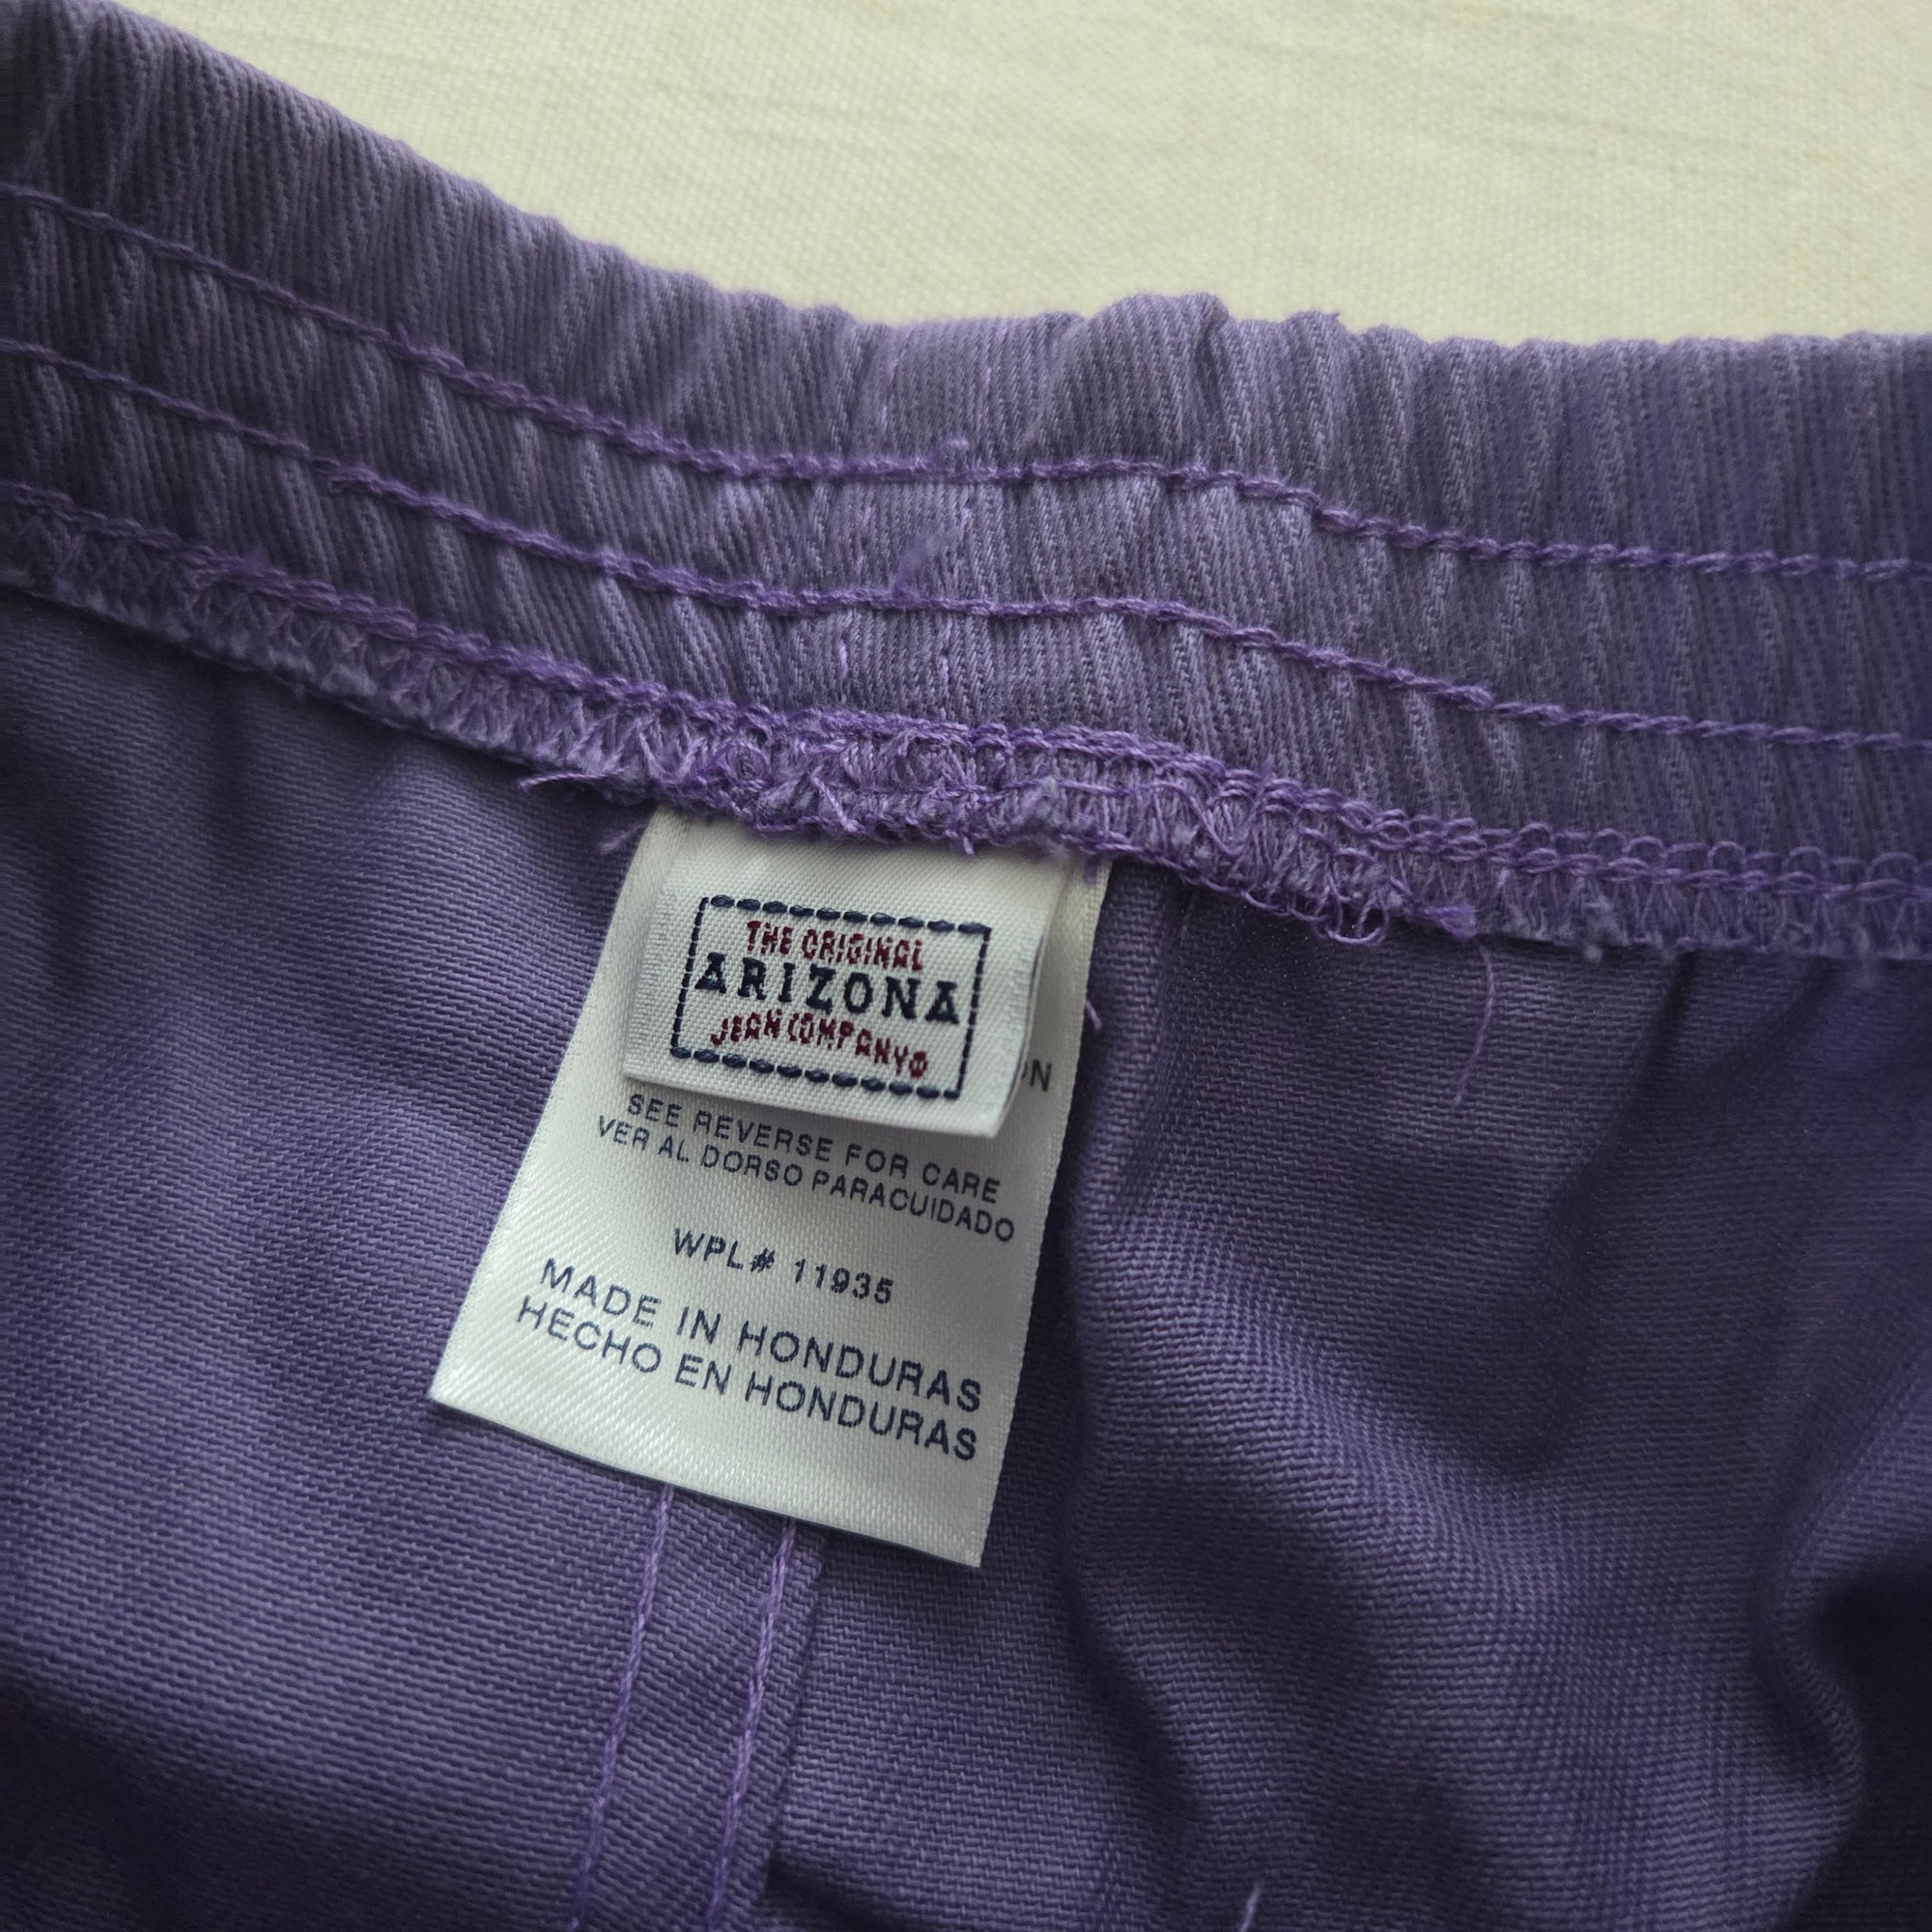 THE ORIGINAL
ARIZONA
JEAN COMPANY®
SEE REVERSE FOR CARE
VER AL DORSO PARACUIDADO
WPL# 11935
MADE IN HONDURAS
HECHO EN HONDURAS